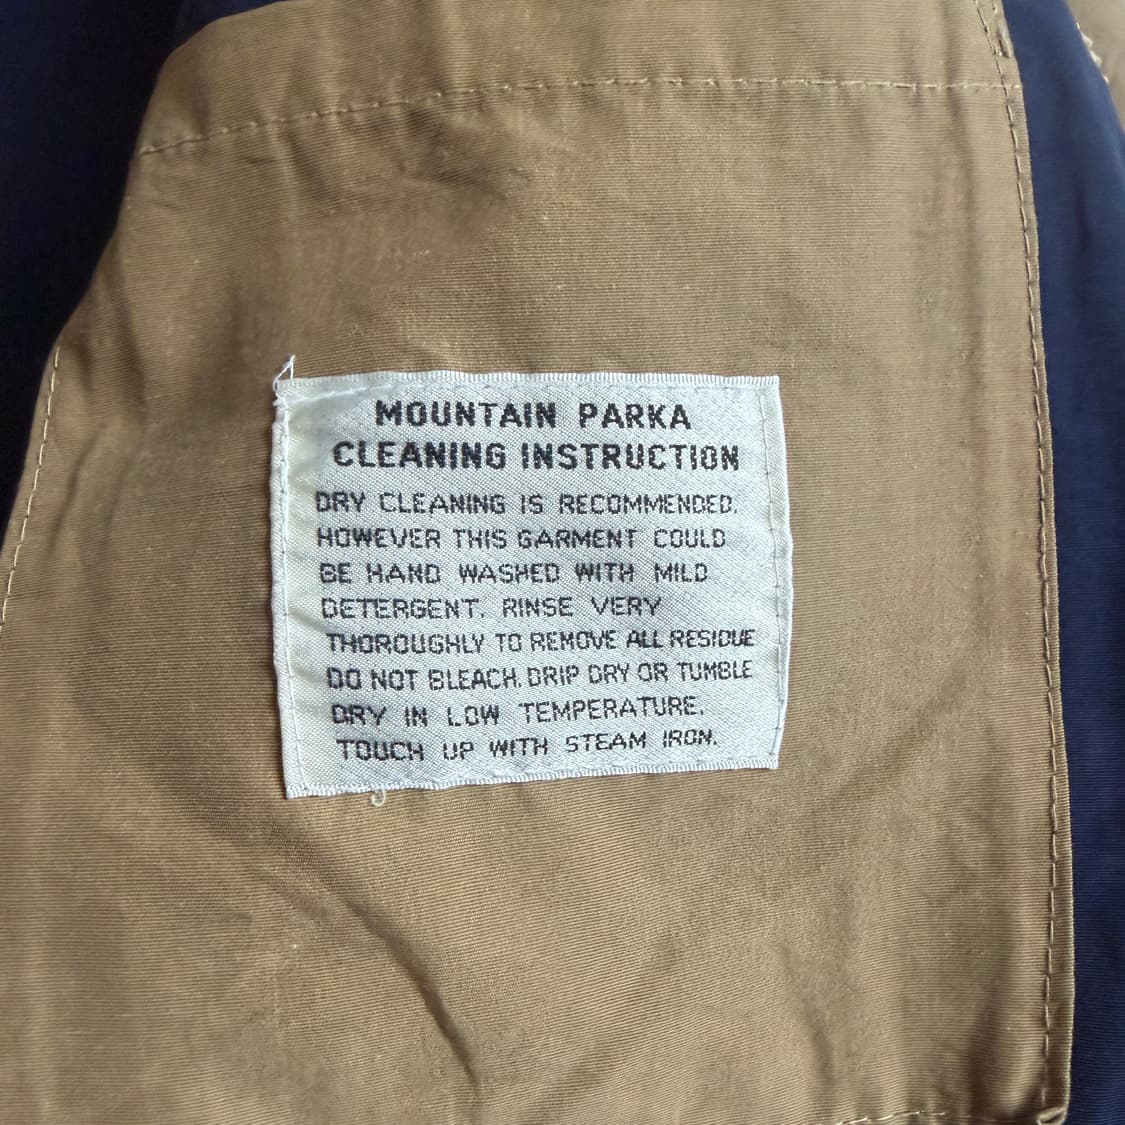 MOUNTAIN PARKA
CLEANING INSTRUCTION
DRY CLEANING IS RECOMMENDED.
HOWEVER THIS GARMENT COULD
BE HAND WASHED WITH MILD
DETERGENT. RINSE VERY
THOROUGHLY TO REMOVE ALL RESIDUE
DO NOT BLEACH. DRIP DRY OR TUMBLE
DRY IN LOW TEMPERATURE.
TOUCH UP WITH STEAM IRON.